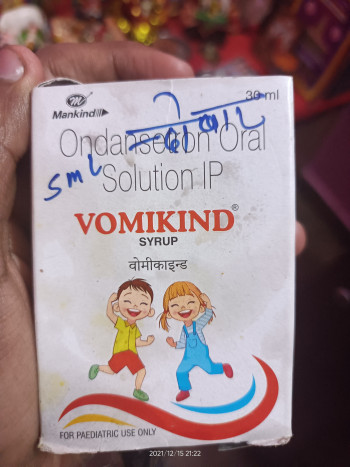 Mankind
30 ml
Ondansetron Oral
Solution IP
5ml दो बार
VOMIKIND®
SYRUP
वोमीकाइन्ड
FOR PAEDIATRIC USE ONLY
2021/12/15 21:22